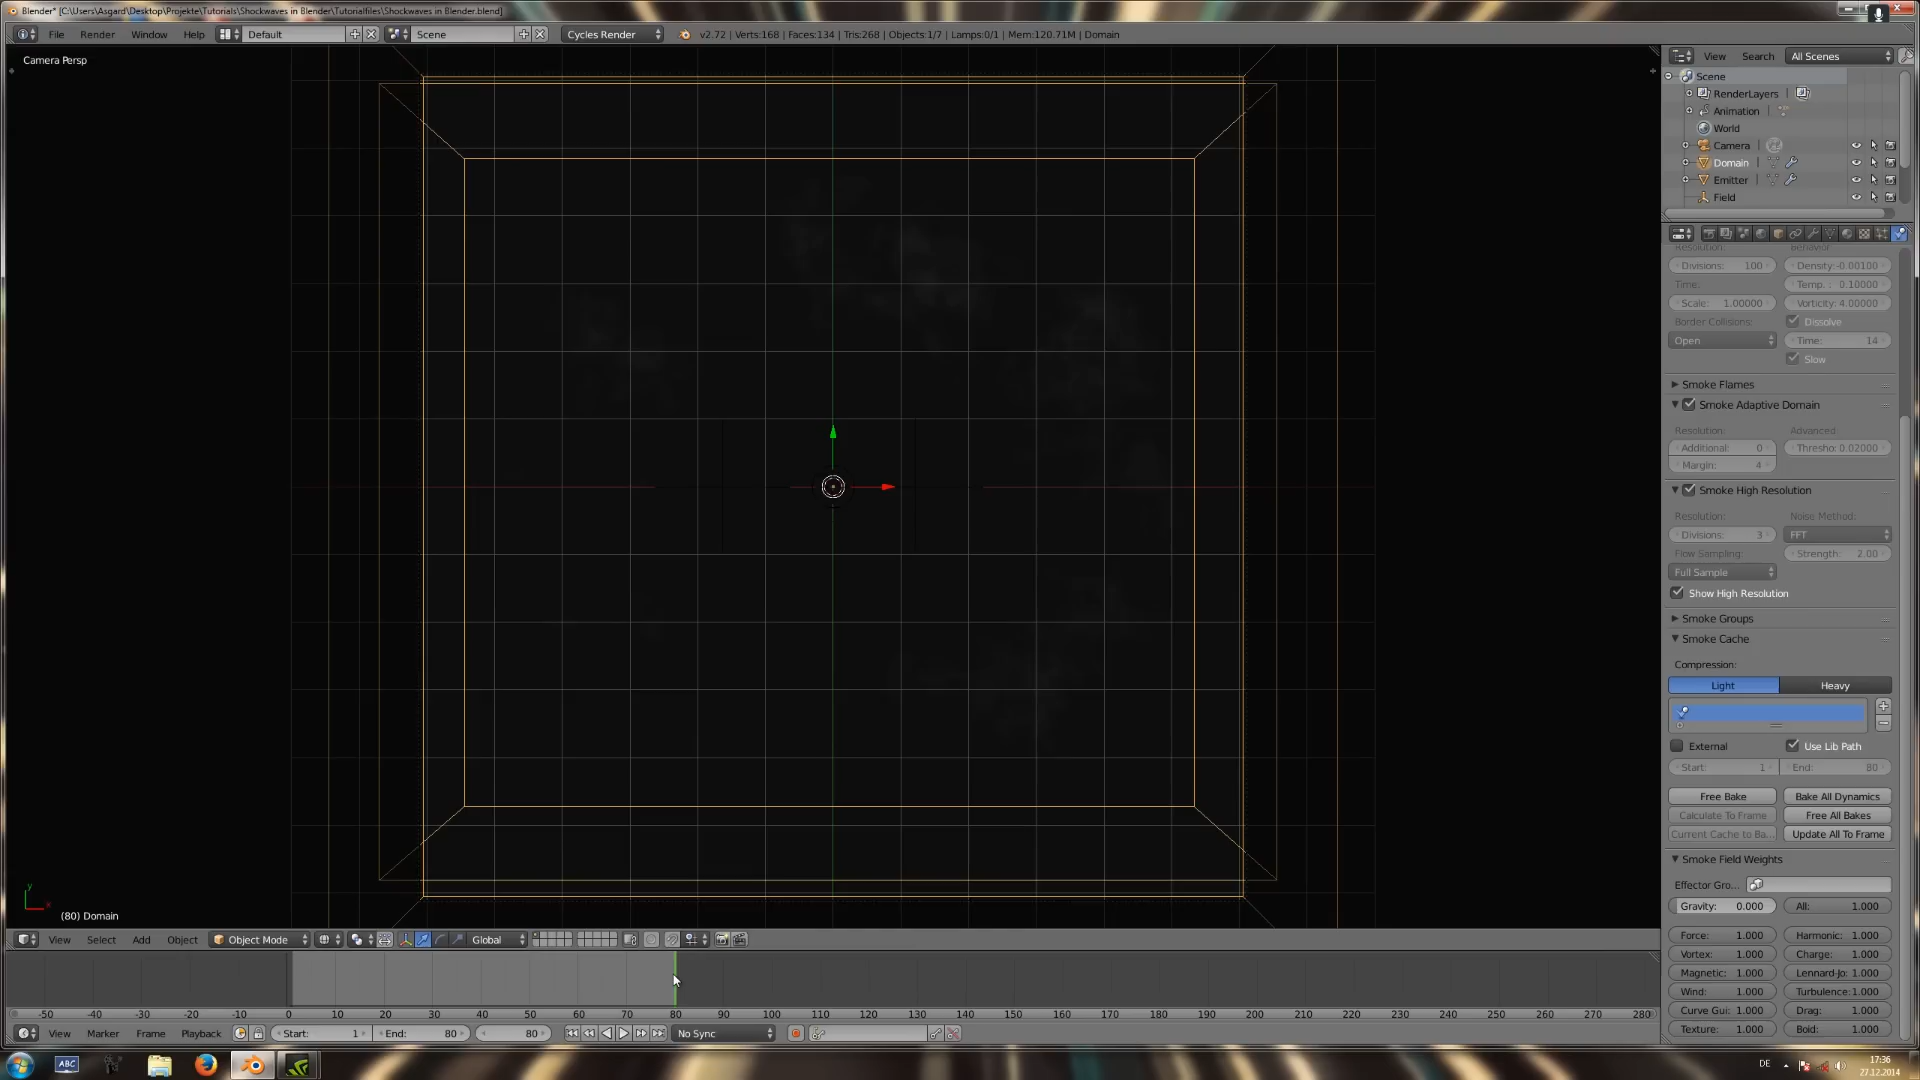 Blender* [C:\Users\Asgard\Desktop\Projekte\Tutorials\Shockwaves in Blender\Tutorialfiles\Shockwaves in Blender.blend]
File Render Window Help Default Scene Cycles Render v2.72 | Verts:168 | Faces:134 | Tris:268 | Objects:1/7 | Lamps:0/1 | Mem:120.71M | Domain
Camera Persp
View Search All Scenes
Scene
RenderLayers
Animation
World
Camera
Domain
Emitter
Field
Resolution: Behavior:
Divisions: 100 Density:-0.00100
Time: Temp. : 0.10000
Scale: 1.00000 Vorticity: 4.00000
Border Collisions: Dissolve
Open Time: 14
Slow
Smoke Flames
Smoke Adaptive Domain
Resolution: Advanced
Additional: 0 Thresho: 0.02000
Margin: 4
Smoke High Resolution
Resolution: Noise Method:
Divisions: 3 FFT
Flow Sampling: Strength: 2.00
Full Sample
Show High Resolution
Smoke Groups
Smoke Cache
Compression:
Light Heavy
External Use Lib Path
Start: 1 End: 80
Free Bake Bake All Dynamics
Calculate To Frame Free All Bakes
Current Cache to Ba... Update All To Frame
Smoke Field Weights
Effector Gro...
Gravity: 0.000 All: 1.000
Force: 1.000 Harmonic: 1.000
Vortex: 1.000 Charge: 1.000
Magnetic: 1.000 Lennard-Jo: 1.000
Wind: 1.000 Turbulence: 1.000
Curve Gui: 1.000 Drag: 1.000
Texture: 1.000 Boid: 1.000
y
x
(80) Domain
View Select Add Object Object Mode Global
-50 -40 -30 -20 -10 0 10 20 30 40 50 60 70 80 90 100 110 120 130 140 150 160 170 180 190 200 210 220 230 240 250 260 270 280
View Marker Frame Playback Start: 1 End: 80 80 No Sync
ABC
DE 17:36
27.12.2014